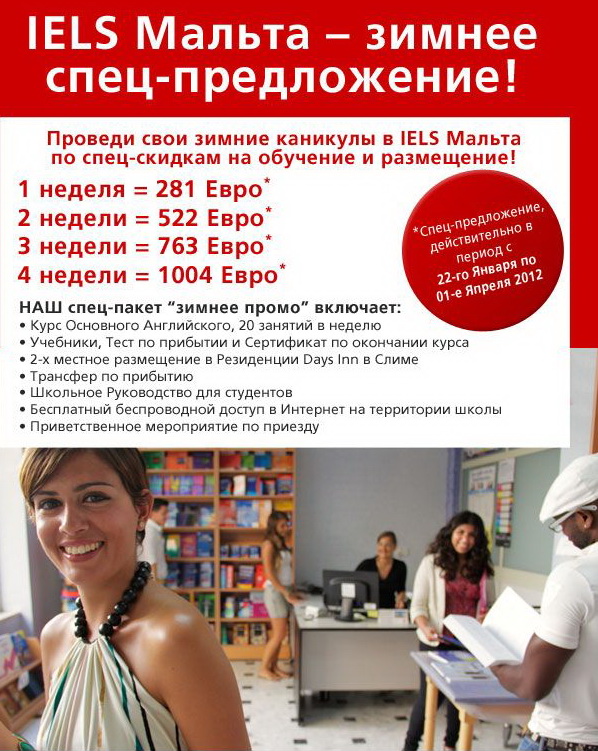 IELS Мальта – зимнее
спец-предложение!
Проведи свои зимние каникулы в IELS Мальта
по спец-скидкам на обучение и размещение!
1 неделя = 281 Евро*
2 недели = 522 Евро*
3 недели = 763 Евро*
4 недели = 1004 Евро*
*Спец-предложение,
действительно в
период с
22-го Января по
01-е Япреля 2012
НАШ спец-пакет “зимнее промо” включает:
• Курс Основного Английского, 20 занятий в неделю
• Учебники, Тест по прибытии и Сертификат по окончании курса
• 2-х местное размещение в Резиденции Days Inn в Слиме
• Трансфер по прибытию
• Школьное Руководство для студентов
• Бесплатный беспроводной доступ в Интернет на территории школы
• Приветственное мероприятие по приезду